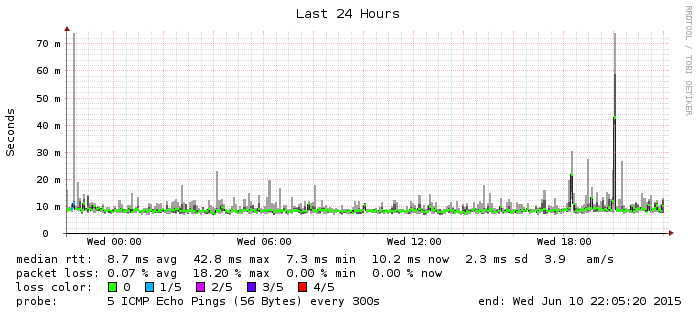 Last 24 Hours
RRDTOOL / TOBI OETIKER
Seconds
70 m
60 m
50 m
40 m
30 m
20 m
10 m
0
Wed 00:00 Wed 06:00 Wed 12:00 Wed 18:00
median rtt: 8.7 ms avg 42.8 ms max 7.3 ms min 10.2 ms now 2.3 ms sd 3.9 am/s
packet loss: 0.07 % avg 18.20 % max 0.00 % min 0.00 % now
loss color: 0 1/5 2/5 3/5 4/5
probe: 5 ICMP Echo Pings (56 Bytes) every 300s end: Wed Jun 10 22:05:20 2015